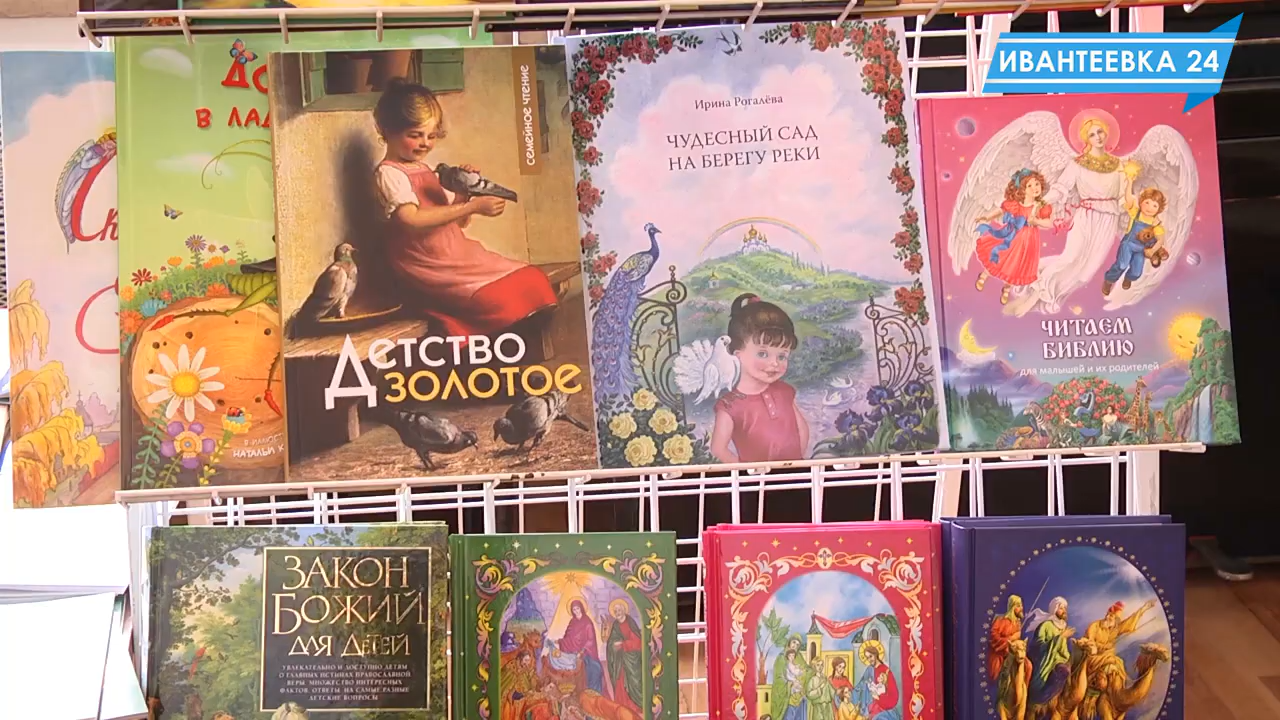 ИВАНТЕЕВКА 24
В ЛАД
семейное чтение
Детство
золотое
Ирина Рогалёва
ЧУДЕСНЫЙ САД
НА БЕРЕГУ РЕКИ
ЧИТАЕМ
БИБЛИЮ
для малышей и их родителей
НАТАЛЬИ
ЗАКОН
БОЖИЙ
ДЛЯ ДЕТЕЙ
УВЛЕКАТЕЛЬНО И ДОСТУПНО ДЕТЯМ
О ГЛАВНЫХ ИСТИНАХ ПРАВОСЛАВНОЙ
ВЕРЫ. МНОЖЕСТВО ИНТЕРЕСНЫХ
ФАКТОВ. ОТВЕТЫ НА САМЫЕ РАЗНЫЕ
ДЕТСКИЕ ВОПРОСЫ